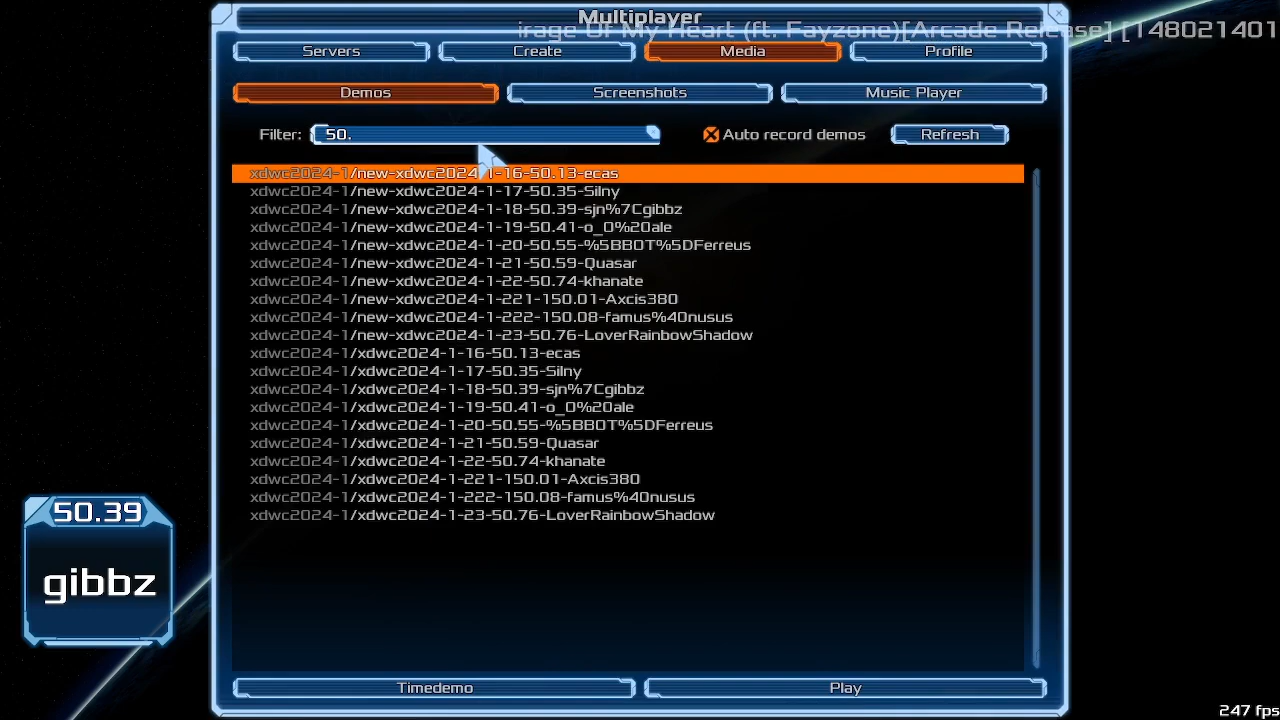 Multiplayer
irage Of My Heart (ft. Fayzone)[Arcade Release] [148021401
Servers Create Media Profile
Demos Screenshots Music Player
Filter: 50. Auto record demos Refresh
xdwc2024-1/new-xdwc2024-1-16-50.13-ecas
xdwc2024-1/new-xdwc2024-1-17-50.35-Silny
xdwc2024-1/new-xdwc2024-1-18-50.39-sjn%7Cgibbz
xdwc2024-1/new-xdwc2024-1-19-50.41-o_O%20ale
xdwc2024-1/new-xdwc2024-1-20-50.55-%5BBOT%5DFerreus
xdwc2024-1/new-xdwc2024-1-21-50.59-Quasar
xdwc2024-1/new-xdwc2024-1-22-50.74-khanate
xdwc2024-1/new-xdwc2024-1-221-150.01-Axcis380
xdwc2024-1/new-xdwc2024-1-222-150.08-famus%40nusus
xdwc2024-1/new-xdwc2024-1-23-50.76-LoverRainbowShadow
xdwc2024-1/xdwc2024-1-16-50.13-ecas
xdwc2024-1/xdwc2024-1-17-50.35-Silny
xdwc2024-1/xdwc2024-1-18-50.39-sjn%7Cgibbz
xdwc2024-1/xdwc2024-1-19-50.41-o_O%20ale
xdwc2024-1/xdwc2024-1-20-50.55-%5BBOT%5DFerreus
xdwc2024-1/xdwc2024-1-21-50.59-Quasar
xdwc2024-1/xdwc2024-1-22-50.74-khanate
xdwc2024-1/xdwc2024-1-221-150.01-Axcis380
xdwc2024-1/xdwc2024-1-222-150.08-famus%40nusus
xdwc2024-1/xdwc2024-1-23-50.76-LoverRainbowShadow
50.39
gibbz
Timedemo Play
247 fps